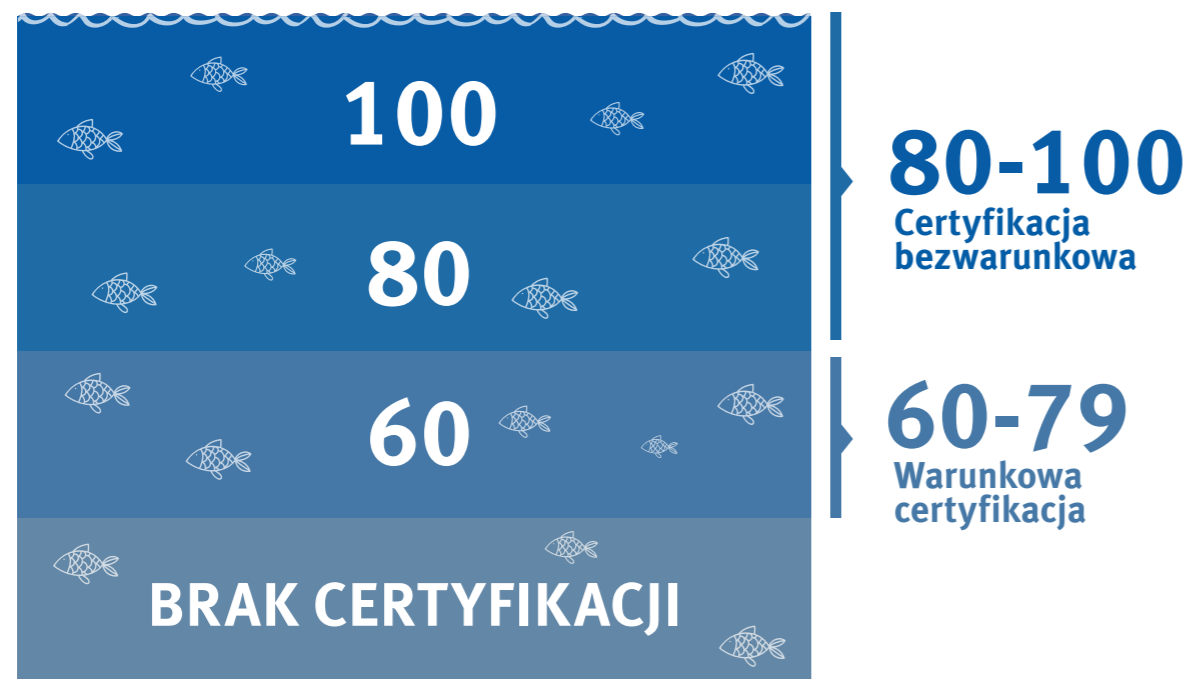 100
80
60
BRAK CERTYFIKACJI
80-100
Certyfikacja
bezwarunkowa
60-79
Warunkowa
certyfikacja